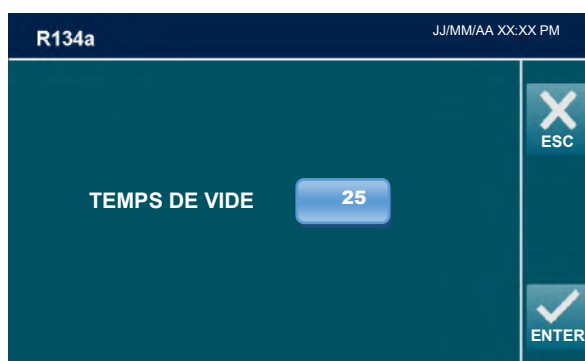 R134a
JJ/MM/AA XX:XX PM
ESC
TEMPS DE VIDE 25
ENTER